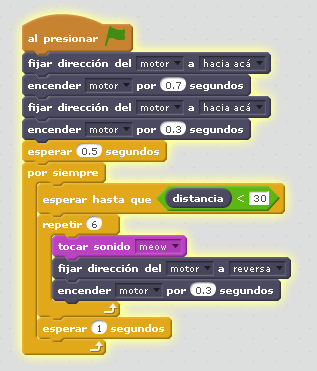 al presionar
fijar dirección del motor a hacia acá
encender motor por 0.7 segundos
fijar dirección del motor a hacia acá
encender motor por 0.3 segundos
esperar 0.5 segundos
por siempre
esperar hasta que distancia < 30
repetir 6
tocar sonido meow
fijar dirección del motor a reversa
encender motor por 0.3 segundos
esperar 1 segundos